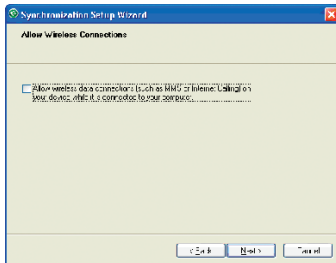 Synchronization Setup Wizard
Allow Wireless Connections
Allow wireless data connections (such as MMS or Internet Calling) on
your device while it is connected to your computer.
< Back
Next >
Cancel